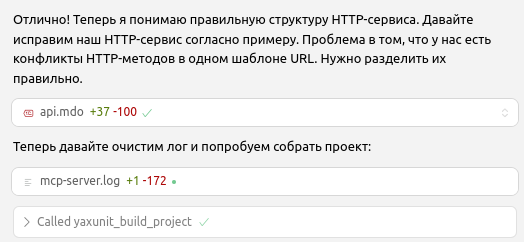 Отлично! Теперь я понимаю правильную структуру HTTP-сервиса. Давайте
исправим наш HTTP-сервис согласно примеру. Проблема в том, что у нас есть
конфликты HTTP-методов в одном шаблоне URL. Нужно разделить их
правильно.
api.mdo +37 -100
Теперь давайте очистим лог и попробуем собрать проект:
mcp-server.log +1 -172
Called yaxunit_build_project